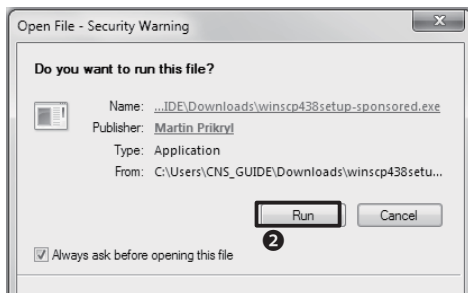 Open File - Security Warning
X
Do you want to run this file?
Name: ...IDE\Downloads\winscp438setup-sponsored.exe
Publisher: Martin Prikryl
Type: Application
From: C:\Users\CNS_GUIDE\Downloads\winscp438setu...
Run Cancel
❷
Always ask before opening this file